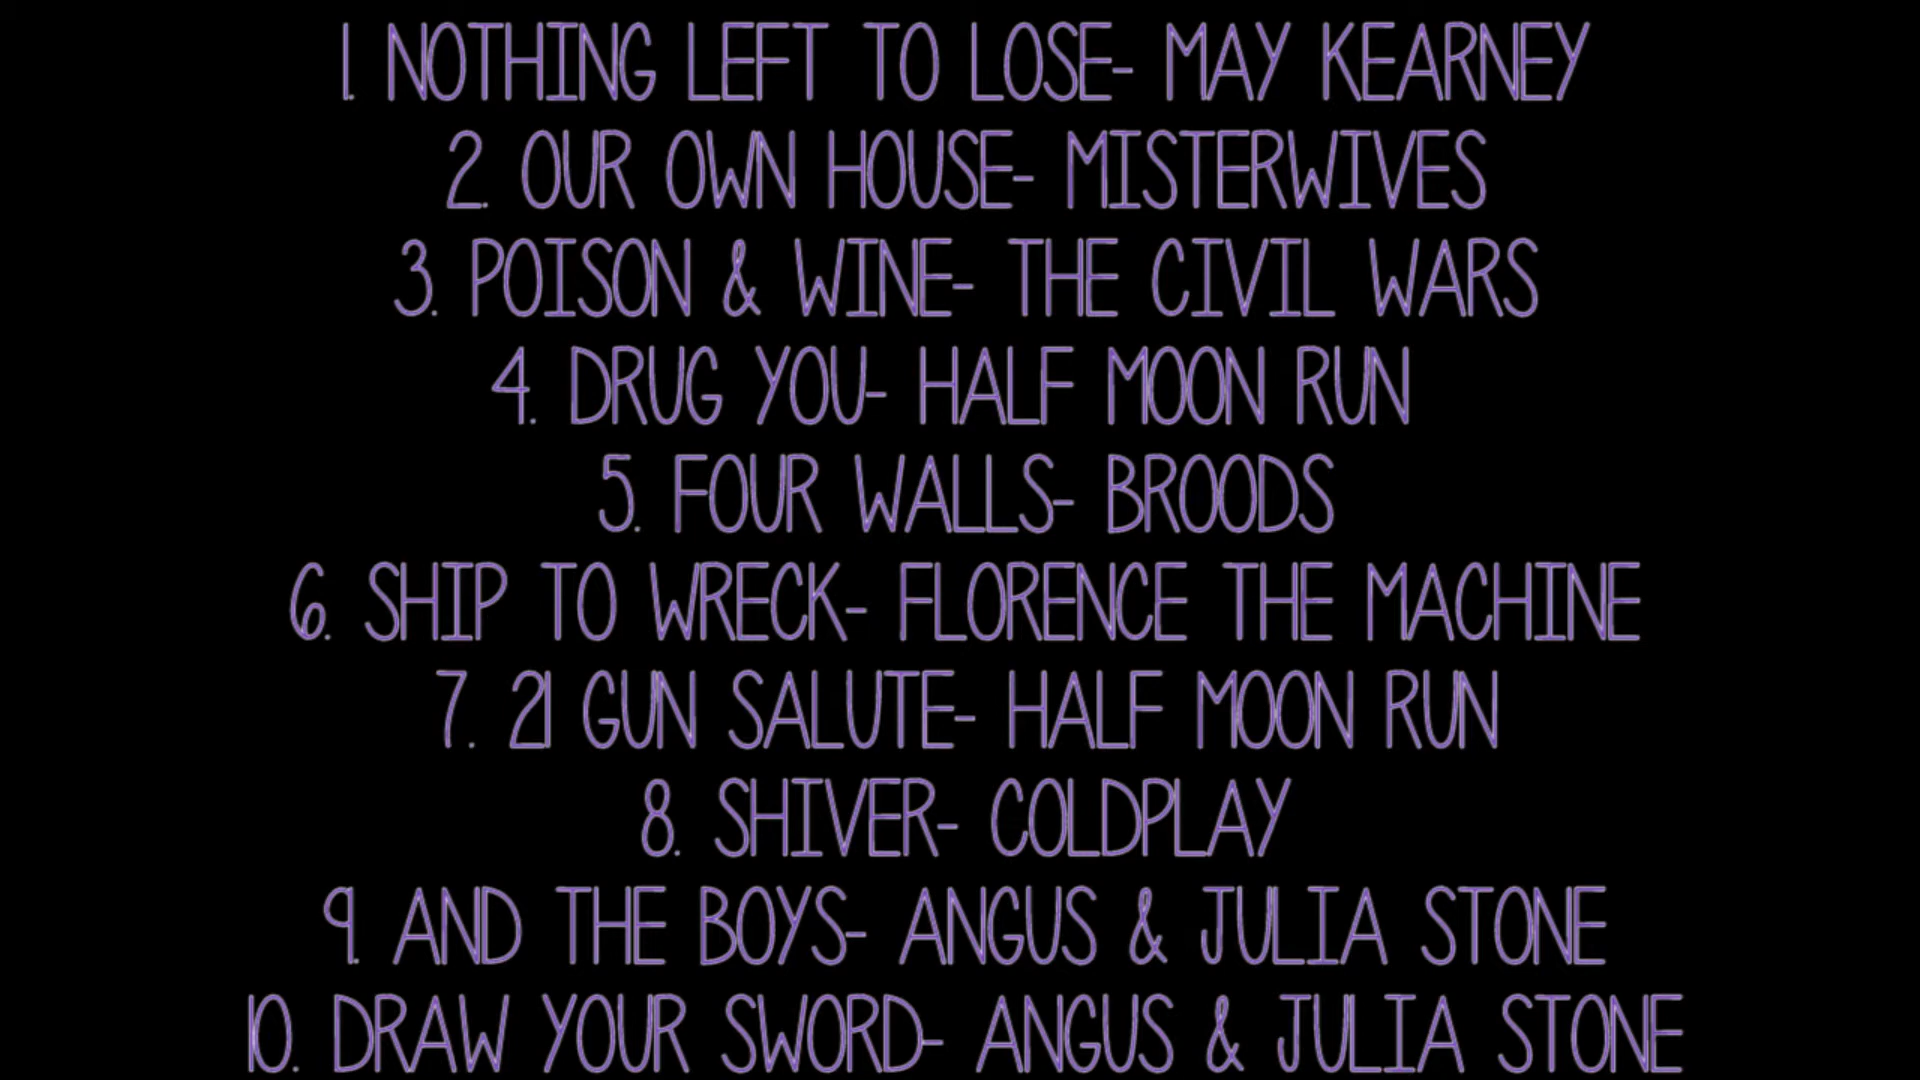 1. NOTHING LEFT TO LOSE- MAY KEARNEY
2. OUR OWN HOUSE- MISTERWIVES
3. POISON & WINE- THE CIVIL WARS
4. DRUG YOU- HALF MOON RUN
5. FOUR WALLS- BROODS
6. SHIP TO WRECK- FLORENCE THE MACHINE
7. 21 GUN SALUTE- HALF MOON RUN
8. SHIVER- COLDPLAY
9. AND THE BOYS- ANGUS & JULIA STONE
10. DRAW YOUR SWORD- ANGUS & JULIA STONE